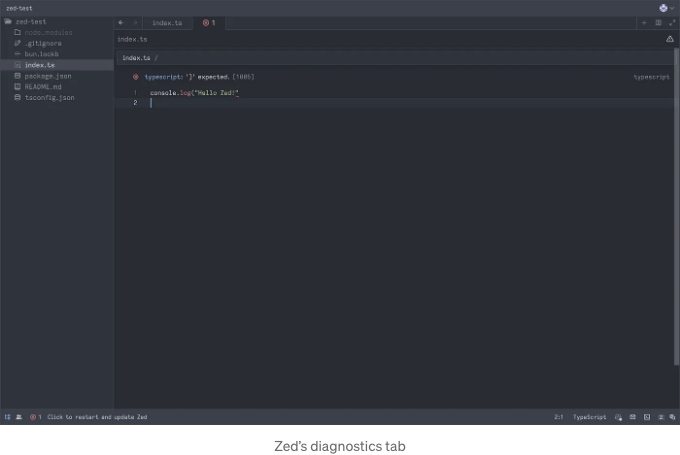 zed-test
zed-test
node_modules
.gitignore
bun.lockb
index.ts
package.json
README.md
tsconfig.json
index.ts
1
index.ts
index.ts /
typescript: ')' expected. [1005]
typescript
1 console.log("Hello Zed!"
2
1 Click to restart and update Zed
2:1 TypeScript
Zed’s diagnostics tab